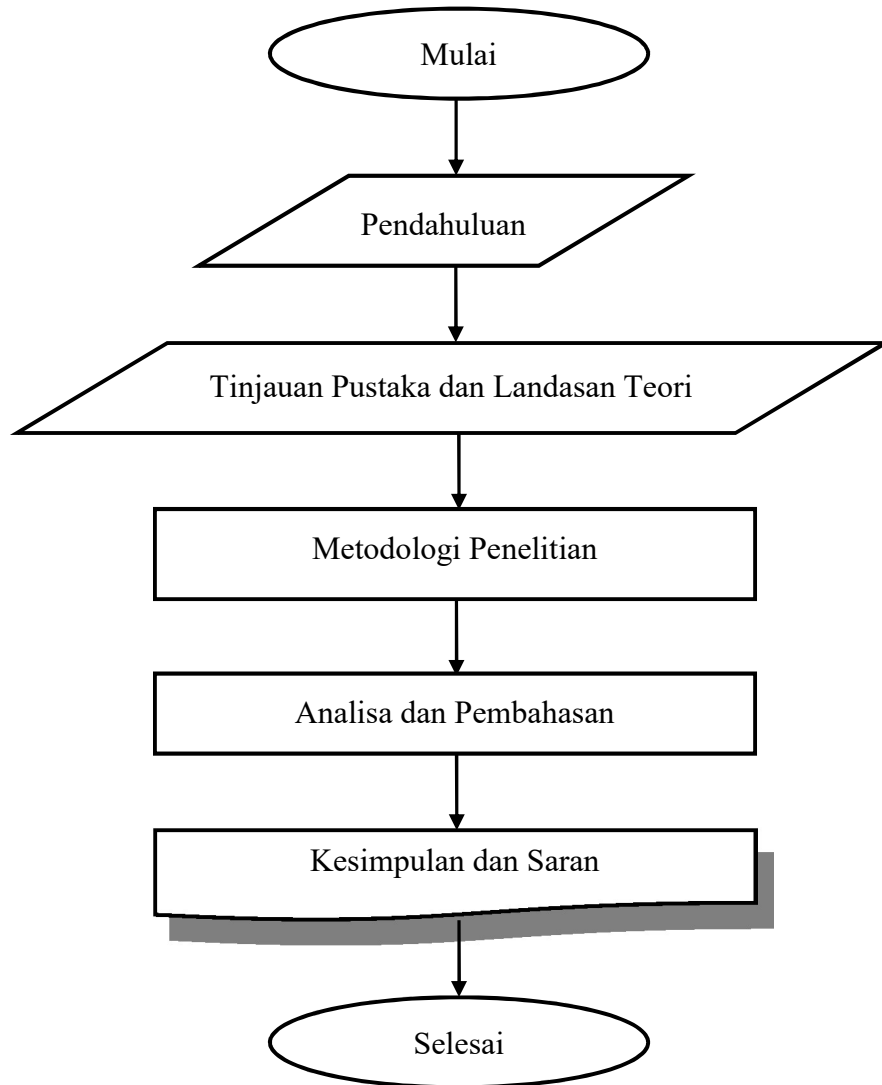 Mulai
Pendahuluan
Tinjauan Pustaka dan Landasan Teori
Metodologi Penelitian
Analisa dan Pembahasan
Kesimpulan dan Saran
Selesai